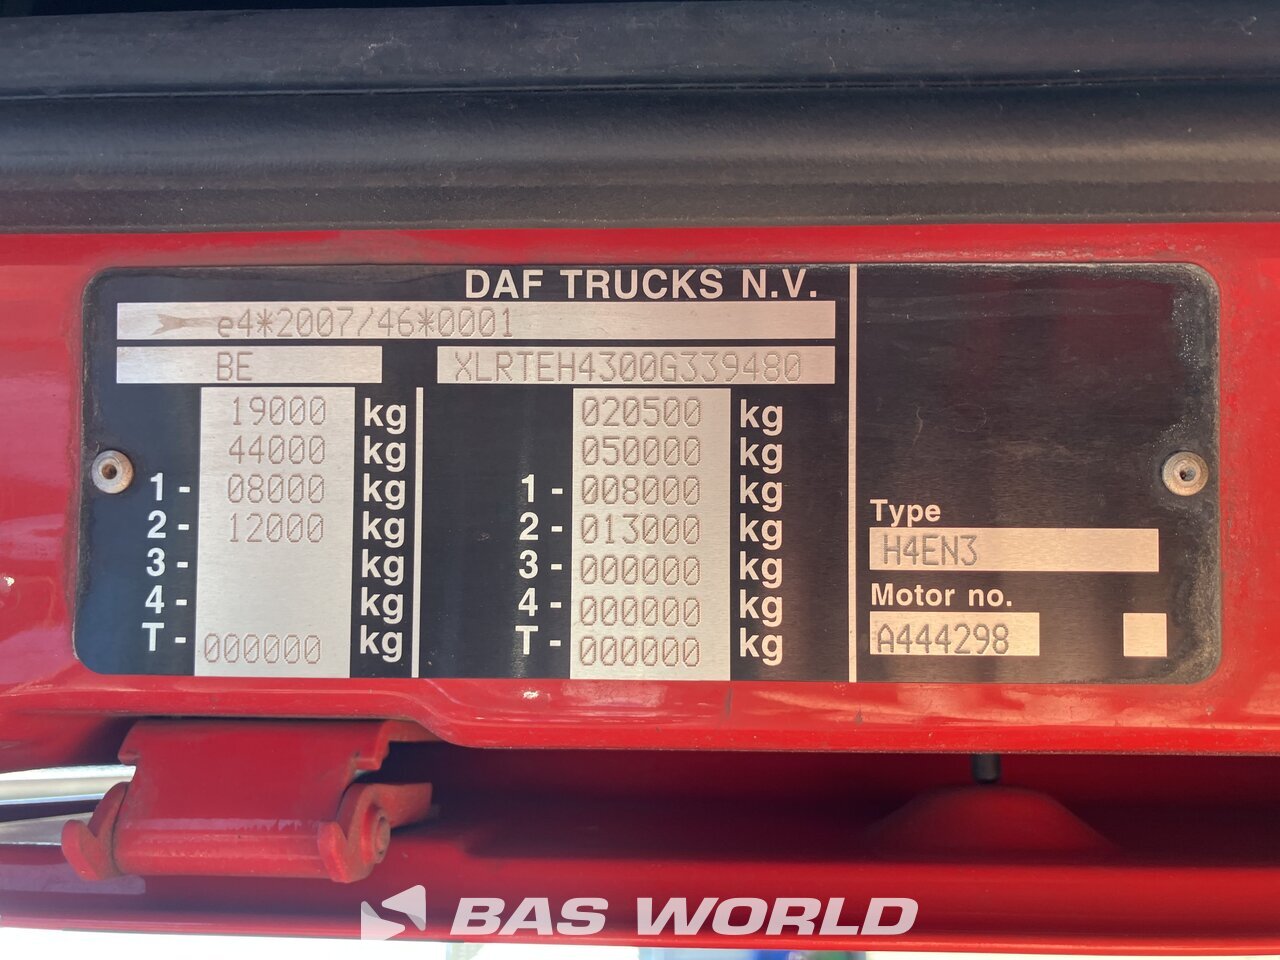 DAF TRUCKS N.V.
e4*2007/46*0001
BE XLRTEH4300G339480
19000 kg 020500 kg
44000 kg 050000 kg
1- 08000 kg 1- 008000 kg
2- 12000 kg 2- 013000 kg
3- kg 3- 000000 kg
4- kg 4- 000000 kg
T- 000000 kg T- 000000 kg
Type
H4EN3
Motor no.
A444298
BAS WORLD